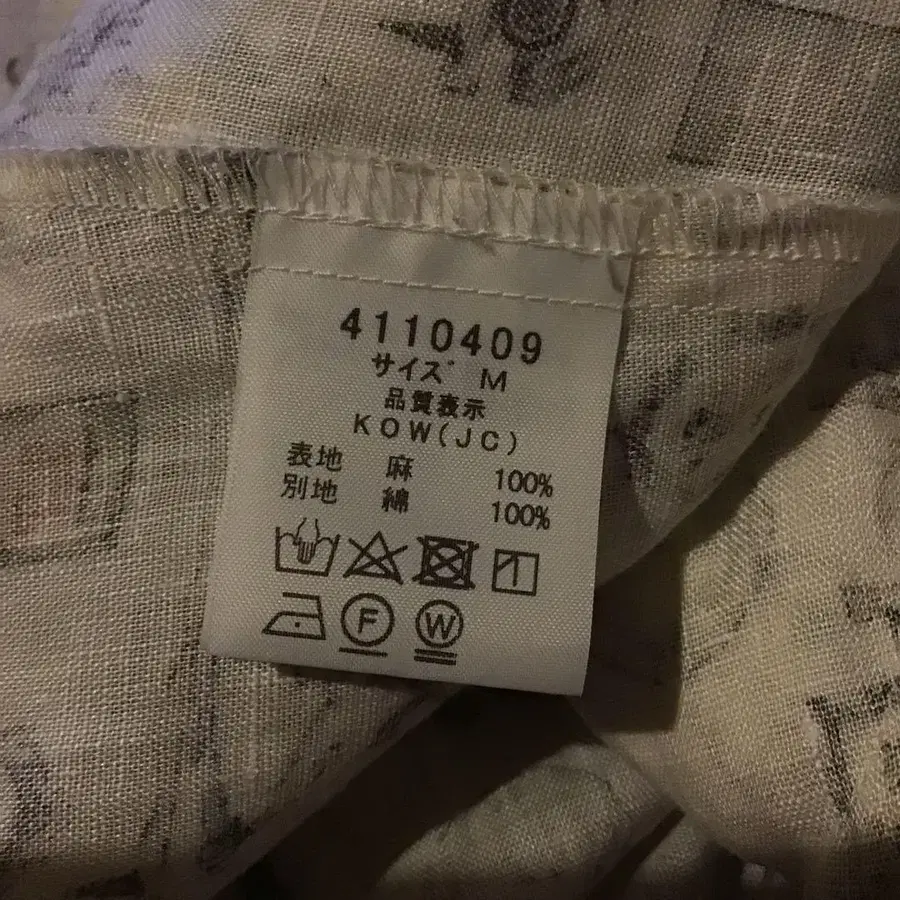 4110409
サイズ M
品質表示
KOW(JC)
表地 麻 100%
別地 綿 100%
F W